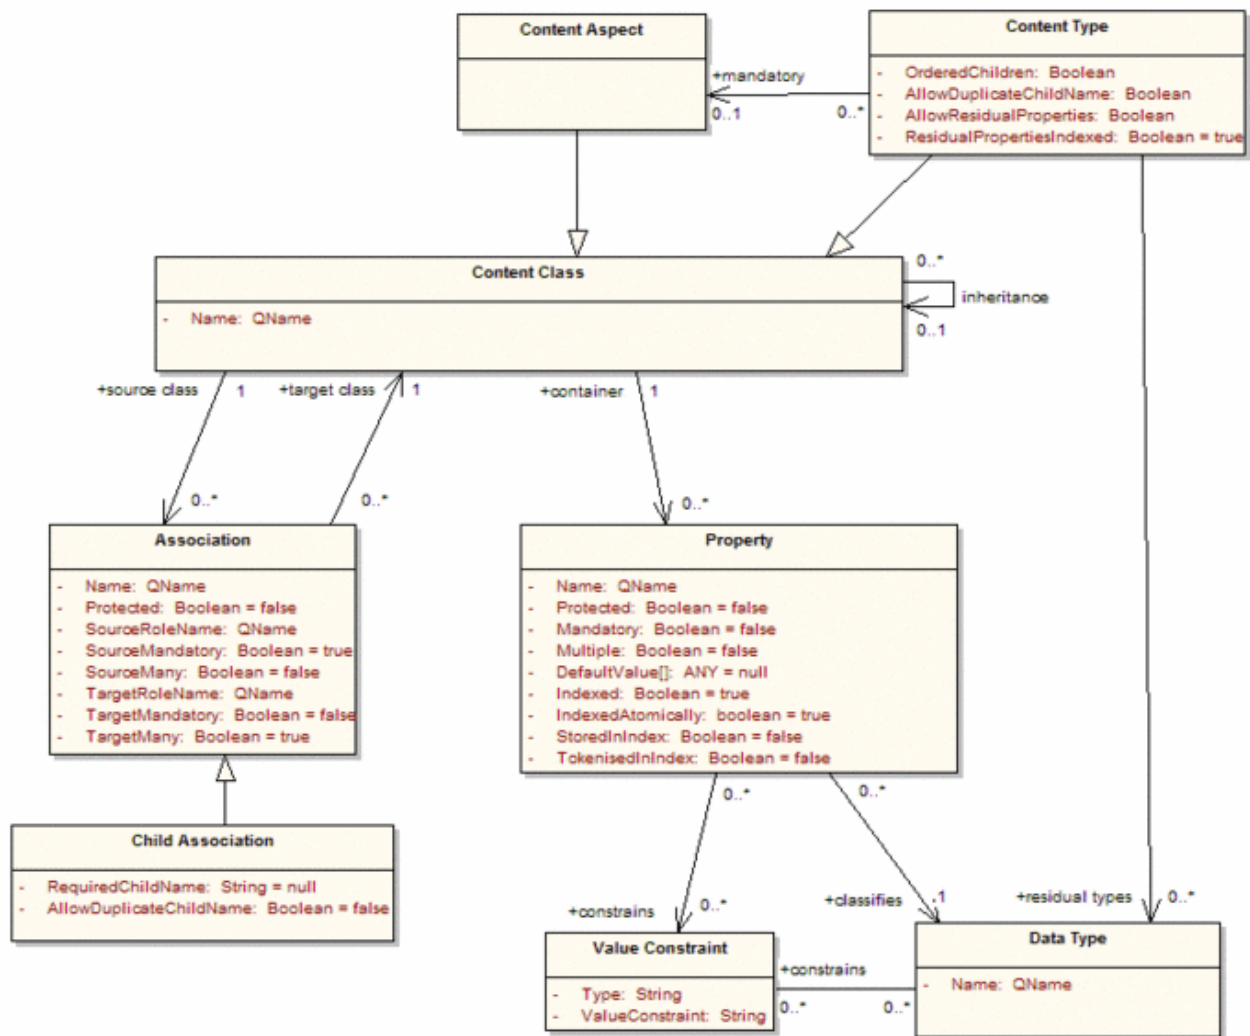 Content Aspect
Content Type
- OrderedChildren: Boolean
- AllowDuplicateChildName: Boolean
- AllowResidualProperties: Boolean
- ResidualPropertiesIndexed: Boolean = true
+mandatory
0..1
0..*
Content Class
- Name: QName
0..*
inheritance
0..1
+source class
1
+target class
1
+container
1
0..*
0..*
0..*
Association
- Name: QName
- Protected: Boolean = false
- SourceRoleName: QName
- SourceMandatory: Boolean = true
- SourceMany: Boolean = false
- TargetRoleName: QName
- TargetMandatory: Boolean = false
- TargetMany: Boolean = true
Property
- Name: QName
- Protected: Boolean = false
- Mandatory: Boolean = false
- Multiple: Boolean = false
- DefaultValue[]: ANY = null
- Indexed: Boolean = true
- IndexedAtomically: boolean = true
- StoredInIndex: Boolean = false
- TokenisedInIndex: Boolean = false
0..*
0..*
Child Association
- RequiredChildName: String = null
- AllowDuplicateChildName: Boolean = false
+constrains
0..*
+classifies
.1
+residual types
0..*
Value Constraint
- Type: String
- ValueConstraint: String
+constrains
0..*
0..*
Data Type
- Name: QName